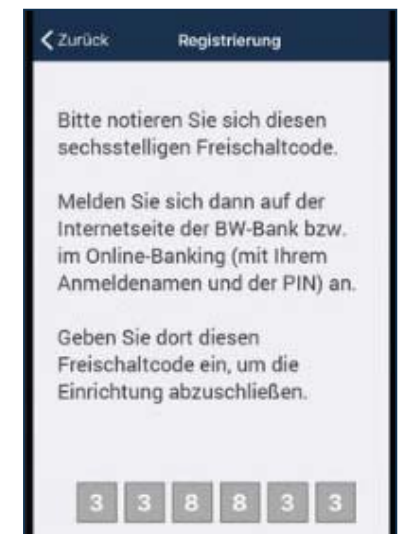 Zurück Registrierung
Bitte notieren Sie sich diesen
sechsstelligen Freischaltcode.
Melden Sie sich dann auf der
Internetseite der BW-Bank bzw.
im Online-Banking (mit Ihrem
Anmeldenamen und der PIN) an.
Geben Sie dort diesen
Freischaltcode ein, um die
Einrichtung abzuschließen.
3 3 8 8 3 3